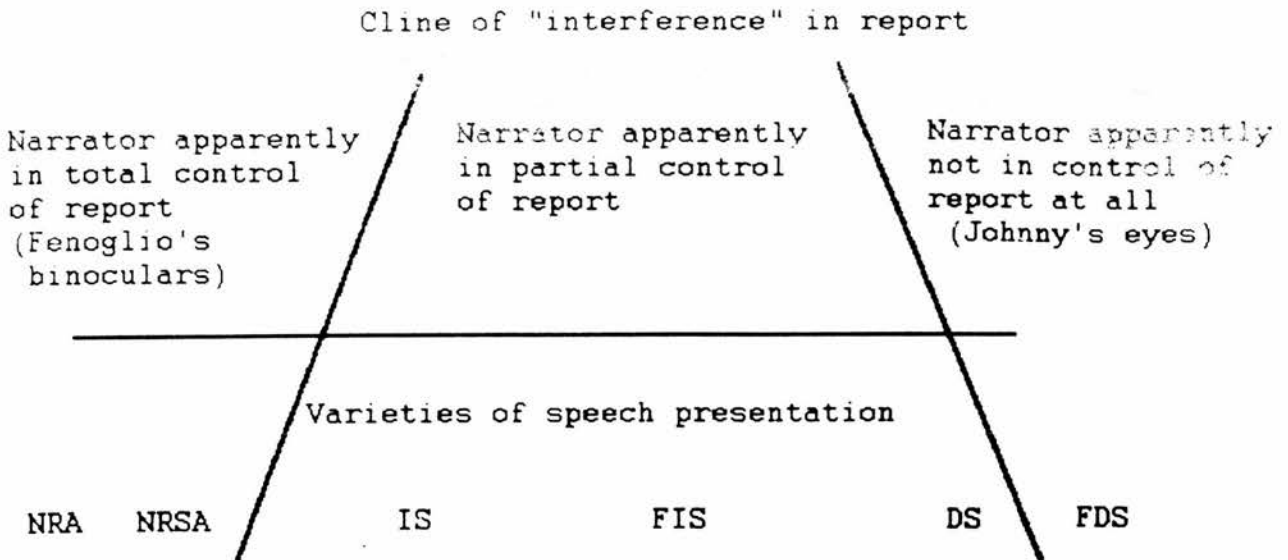 Cline of "interference" in report
Narrator apparently
in total control
of report
(Fenoglio's
binoculars)
Narrator apparently
in partial control
of report
Narrator apparently
not in control of
report at all
(Johnny's eyes)
Varieties of speech presentation
NRA NRSA IS FIS DS FDS